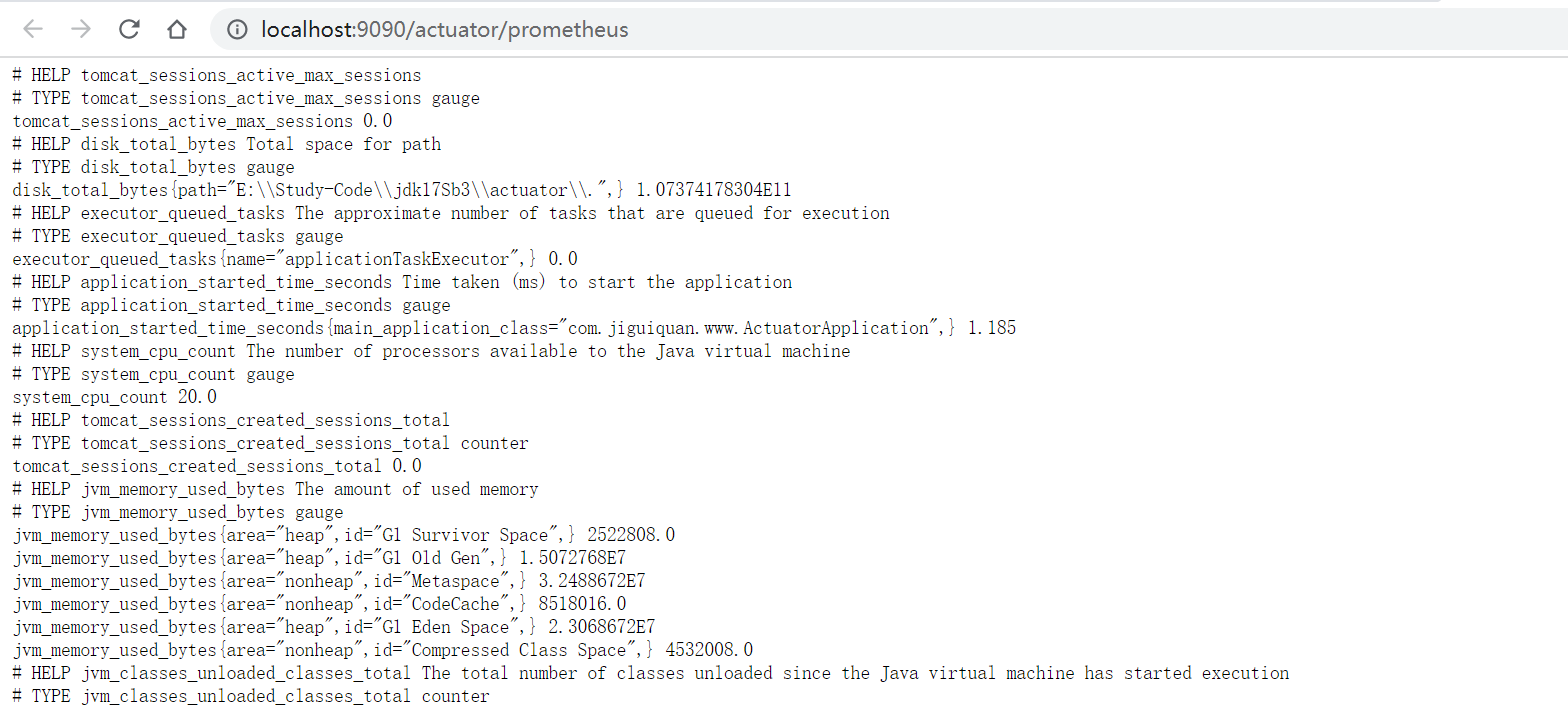 localhost:9090/actuator/prometheus
# HELP tomcat_sessions_active_max_sessions
# TYPE tomcat_sessions_active_max_sessions gauge
tomcat_sessions_active_max_sessions 0.0
# HELP disk_total_bytes Total space for path
# TYPE disk_total_bytes gauge
disk_total_bytes{path="E:\\Study-Code\\jdk17Sb3\\actuator\\.",} 1.07374178304E11
# HELP executor_queued_tasks The approximate number of tasks that are queued for execution
# TYPE executor_queued_tasks gauge
executor_queued_tasks{name="applicationTaskExecutor",} 0.0
# HELP application_started_time_seconds Time taken (ms) to start the application
# TYPE application_started_time_seconds gauge
application_started_time_seconds{main_application_class="com.jiguiquan.www.ActuatorApplication",} 1.185
# HELP system_cpu_count The number of processors available to the Java virtual machine
# TYPE system_cpu_count gauge
system_cpu_count 20.0
# HELP tomcat_sessions_created_sessions_total
# TYPE tomcat_sessions_created_sessions_total counter
tomcat_sessions_created_sessions_total 0.0
# HELP jvm_memory_used_bytes The amount of used memory
# TYPE jvm_memory_used_bytes gauge
jvm_memory_used_bytes{area="heap",id="G1 Survivor Space",} 2522808.0
jvm_memory_used_bytes{area="heap",id="G1 Old Gen",} 1.5072768E7
jvm_memory_used_bytes{area="nonheap",id="Metaspace",} 3.2488672E7
jvm_memory_used_bytes{area="nonheap",id="CodeCache",} 8518016.0
jvm_memory_used_bytes{area="heap",id="G1 Eden Space",} 2.3068672E7
jvm_memory_used_bytes{area="nonheap",id="Compressed Class Space",} 4532008.0
# HELP jvm_classes_unloaded_classes_total The total number of classes unloaded since the Java virtual machine has started execution
# TYPE jvm_classes_unloaded_classes_total counter